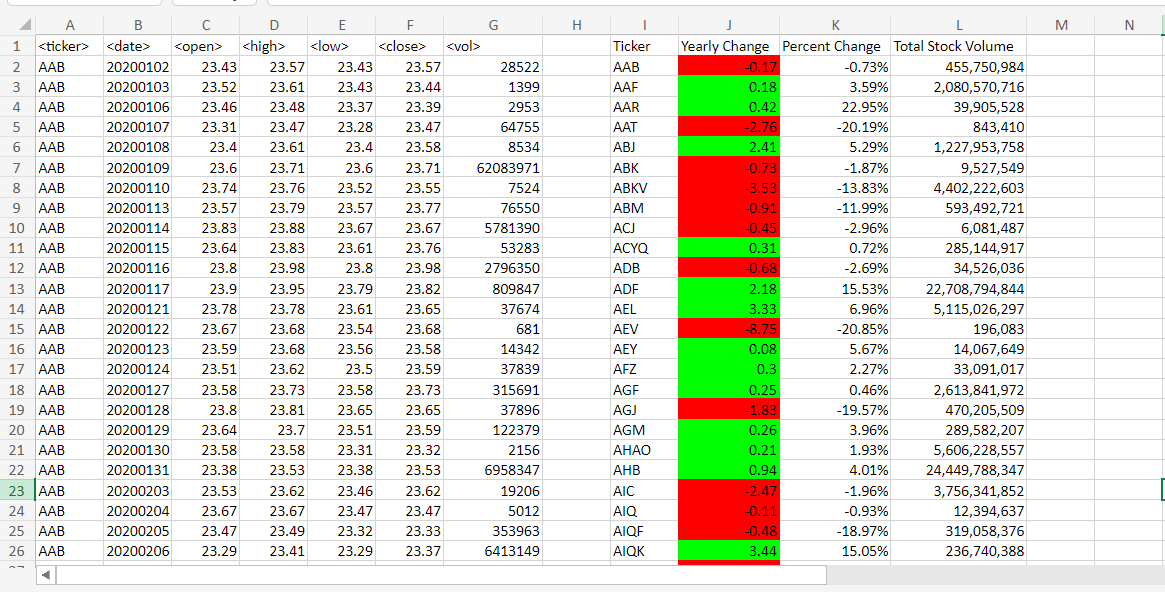 A B C D E F G H I J K L M N
1 <ticker> <date> <open> <high> <low> <close> <vol> Ticker Yearly Change Percent Change Total Stock Volume
2 AAB 20200102 23.43 23.57 23.43 23.57 28522 AAB -0.17 -0.73% 455,750,984
3 AAB 20200103 23.52 23.61 23.43 23.44 1399 AAF 0.18 3.59% 2,080,570,716
4 AAB 20200106 23.46 23.48 23.37 23.39 2953 AAR 0.42 22.95% 39,905,528
5 AAB 20200107 23.31 23.47 23.28 23.47 64755 AAT -2.76 -20.19% 843,410
6 AAB 20200108 23.4 23.61 23.4 23.58 8534 ABJ 2.41 5.29% 1,227,953,758
7 AAB 20200109 23.6 23.71 23.6 23.71 62083971 ABK -0.73 -1.87% 9,527,549
8 AAB 20200110 23.74 23.76 23.52 23.55 7524 ABKV -3.53 -13.83% 4,402,222,603
9 AAB 20200113 23.57 23.79 23.57 23.77 76550 ABM -0.91 -11.99% 593,492,721
10 AAB 20200114 23.83 23.88 23.67 23.67 5781390 ACJ -0.45 -2.96% 6,081,487
11 AAB 20200115 23.64 23.83 23.61 23.76 53283 ACYQ 0.31 0.72% 285,144,917
12 AAB 20200116 23.8 23.98 23.8 23.98 2796350 ADB -0.68 -2.69% 34,526,036
13 AAB 20200117 23.9 23.95 23.79 23.82 809847 ADF 2.18 15.53% 22,708,794,844
14 AAB 20200121 23.78 23.78 23.61 23.65 37674 AEL 3.33 6.96% 5,115,026,297
15 AAB 20200122 23.67 23.68 23.54 23.68 681 AEV -8.75 -20.85% 196,083
16 AAB 20200123 23.59 23.68 23.56 23.58 14342 AEY 0.08 5.67% 14,067,649
17 AAB 20200124 23.51 23.62 23.5 23.59 37839 AFZ 0.3 2.27% 33,091,017
18 AAB 20200127 23.58 23.73 23.58 23.73 315691 AGF 0.25 0.46% 2,613,841,972
19 AAB 20200128 23.8 23.81 23.65 23.65 37896 AGJ -1.83 -19.57% 470,205,509
20 AAB 20200129 23.64 23.7 23.51 23.59 122379 AGM 0.26 3.96% 289,582,207
21 AAB 20200130 23.58 23.58 23.31 23.32 2156 AHAO 0.21 1.93% 5,606,228,557
22 AAB 20200131 23.38 23.53 23.38 23.53 6958347 AHB 0.94 4.01% 24,449,788,347
23 AAB 20200203 23.53 23.62 23.46 23.62 19206 AIC -2.47 -1.96% 3,756,341,852
24 AAB 20200204 23.67 23.67 23.47 23.47 5012 AIQ -0.11 -0.93% 12,394,637
25 AAB 20200205 23.47 23.49 23.32 23.33 353963 AIQF -0.48 -18.97% 319,058,376
26 AAB 20200206 23.29 23.41 23.29 23.37 6413149 AIQK 3.44 15.05% 236,740,388